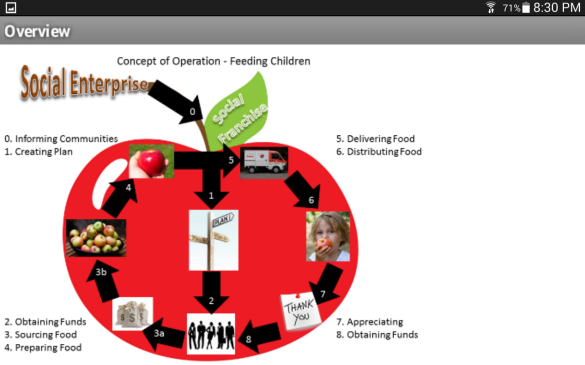 71% 8:30 PM
Overview
Concept of Operation - Feeding Children
Social Enterprise
Social
Franchise
0
0. Informing Communities
1. Creating Plan
5. Delivering Food
6. Distributing Food
5
4
1
6
PLAN!
3b
2
7
THANK
YOU
$ $
3a
8
2. Obtaining Funds
3. Sourcing Food
4. Preparing Food
7. Appreciating
8. Obtaining Funds